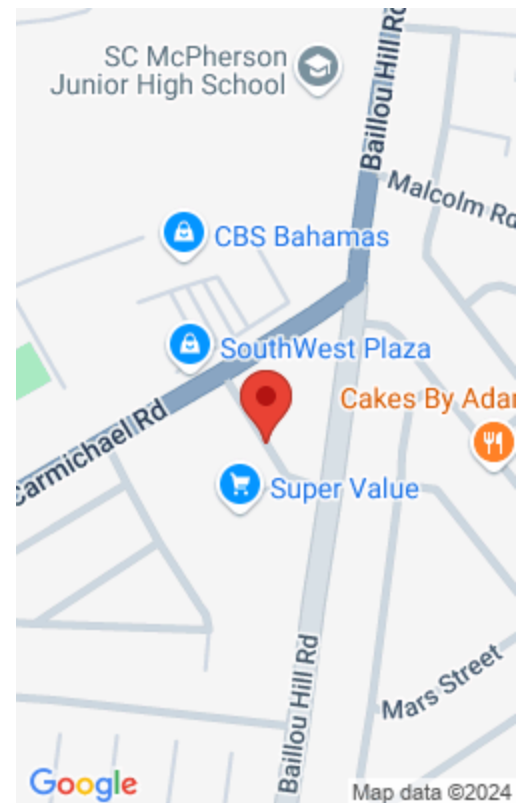 SC McPherson
Junior High School
Baillou Hill Rd
Malcolm Rd
CBS Bahamas
SouthWest Plaza
Cakes By Adam
Carmichael Rd
Super Value
Baillou Hill Rd
Mars Street
Google
Map data ©2024